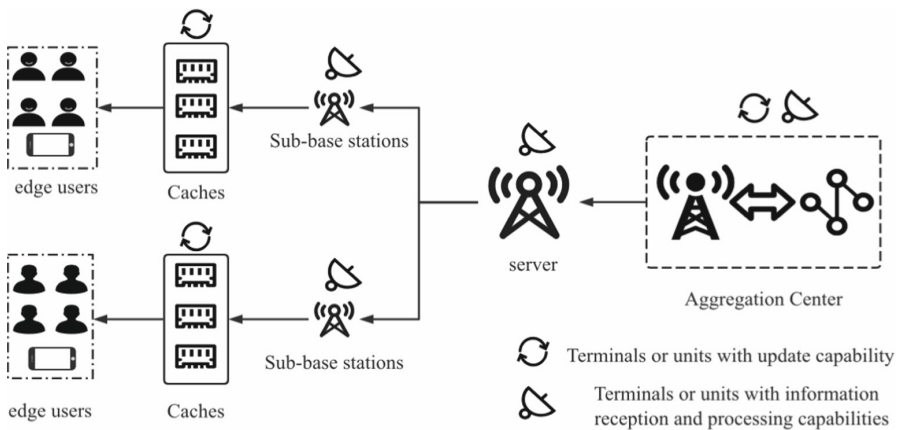 Sub-base stations
edge users
Caches
server
Aggregation Center
Sub-base stations
edge users
Caches
Terminals or units with update capability
Terminals or units with information
reception and processing capabilities